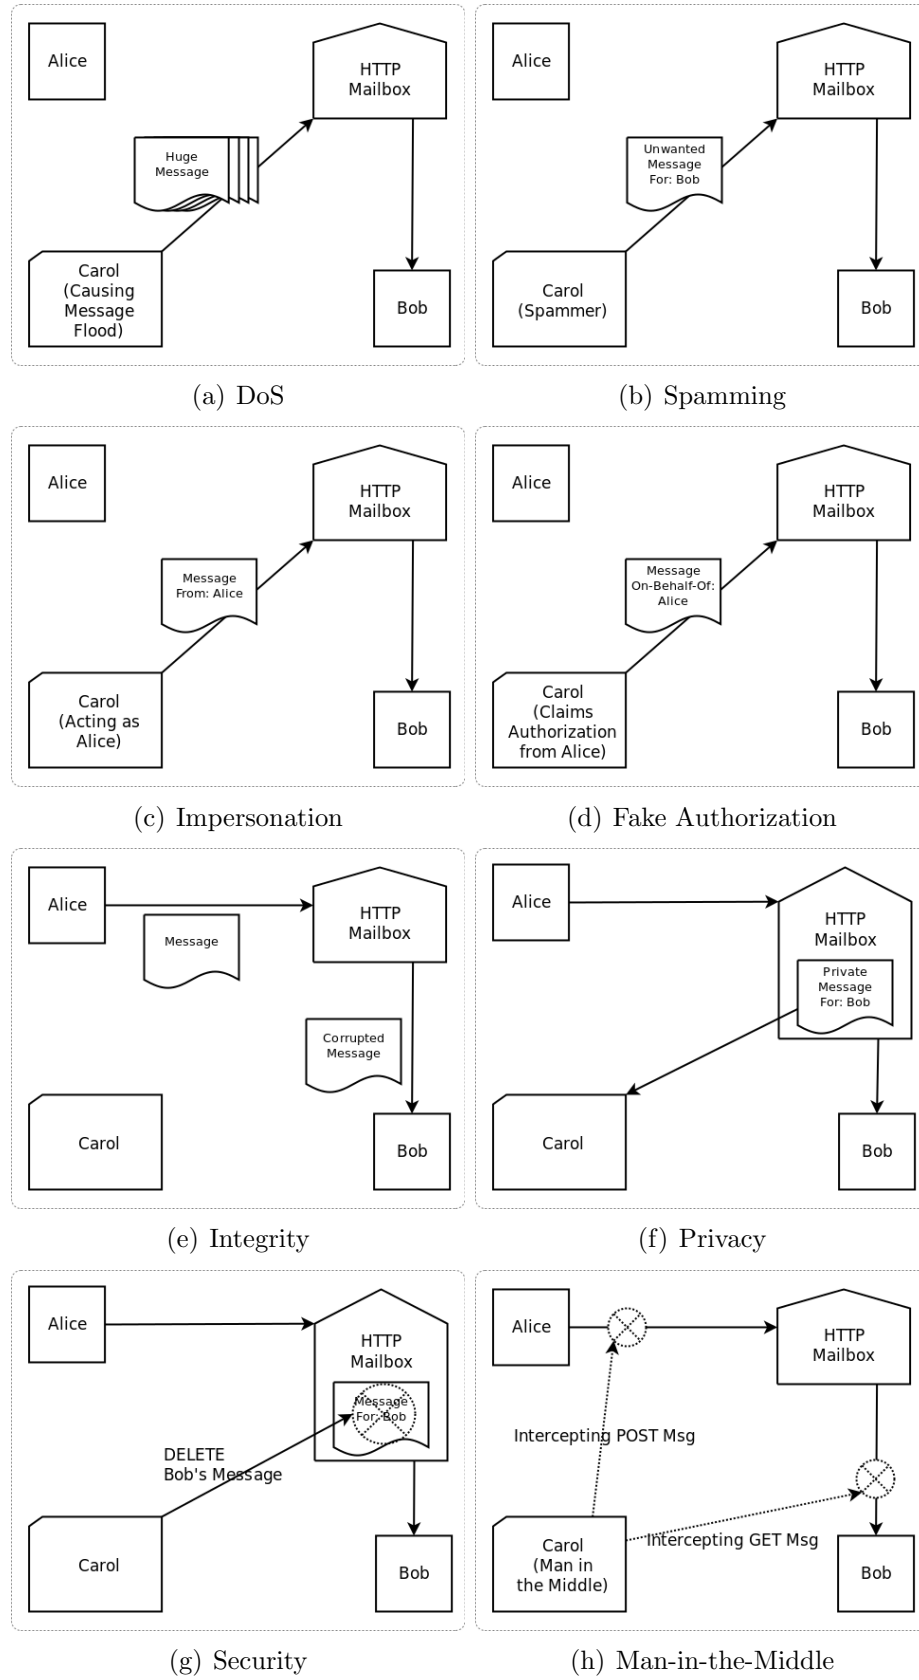 Alice
HTTP
Mailbox
Huge
Message
Carol
(Causing
Message
Flood)
Bob
(a) DoS
Alice
HTTP
Mailbox
Unwanted
Message
For: Bob
Carol
(Spammer)
Bob
(b) Spamming
Alice
HTTP
Mailbox
Message
From: Alice
Carol
(Acting as
Alice)
Bob
(c) Impersonation
Alice
HTTP
Mailbox
Message
On-Behalf-Of:
Alice
Carol
(Claims
Authorization
from Alice)
Bob
(d) Fake Authorization
Alice
HTTP
Mailbox
Message
Corrupted
Message
Carol
Bob
(e) Integrity
Alice
HTTP
Mailbox
Private
Message
For: Bob
Carol
Bob
(f) Privacy
Alice
HTTP
Mailbox
Message
For: Bob
DELETE
Bob's Message
Carol
Bob
(g) Security
Alice
HTTP
Mailbox
Intercepting POST Msg
Intercepting GET Msg
Carol
(Man in
the Middle)
Bob
(h) Man-in-the-Middle